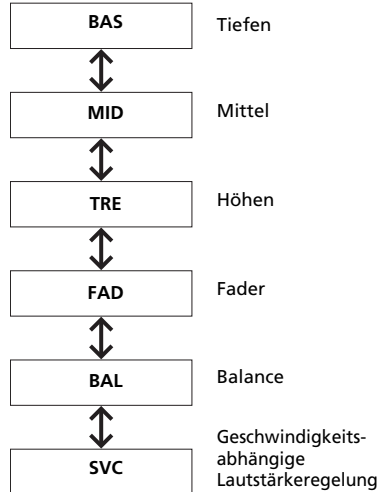 BAS
Tiefen
MID
Mittel
TRE
Höhen
FAD
Fader
BAL
Balance
SVC
Geschwindigkeits-
abhängige
Lautstärkeregelung